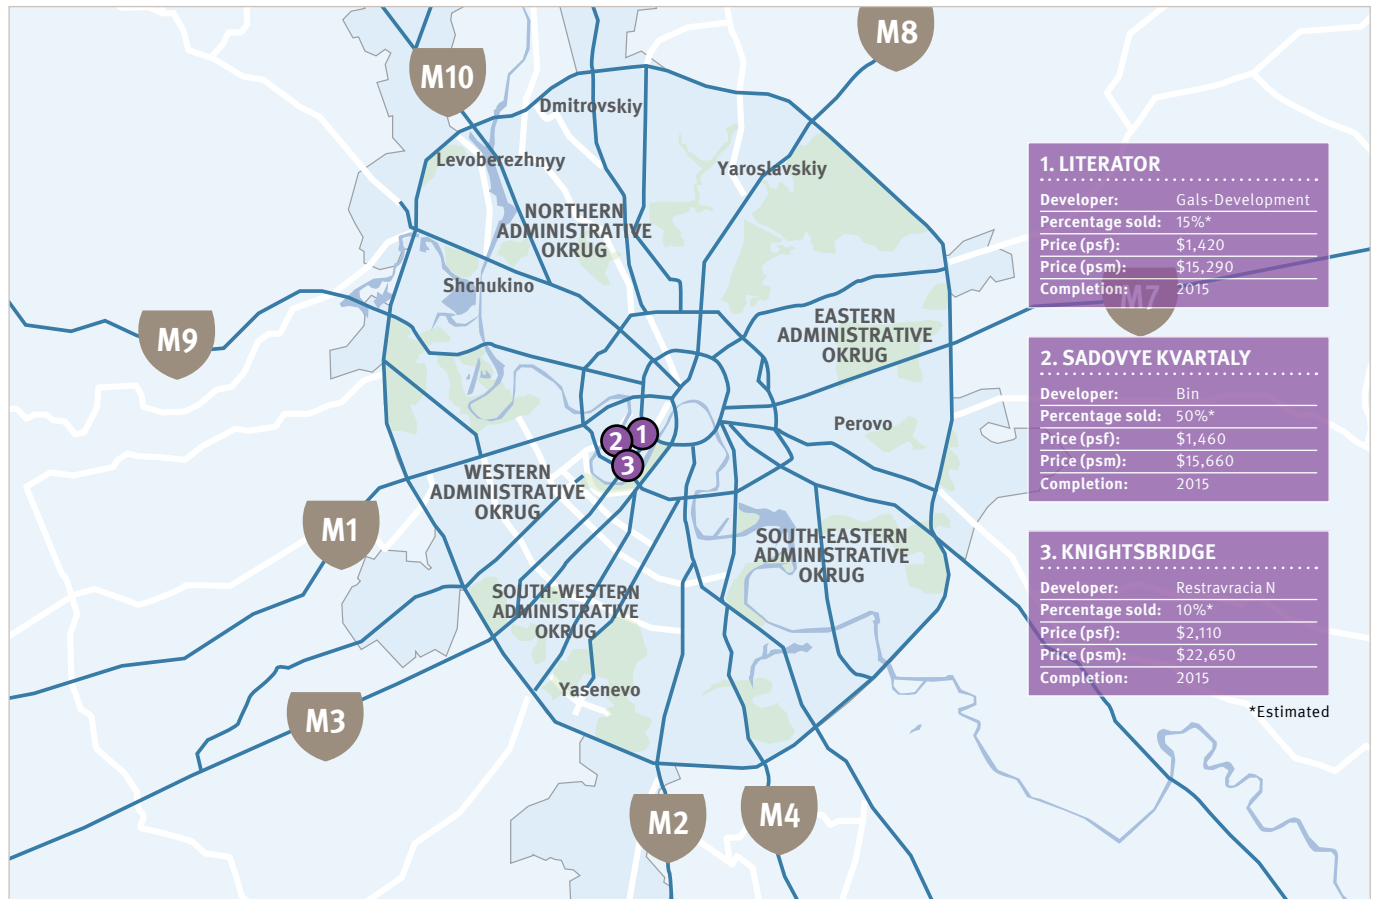 M8
M10
Dmitrovskiy
Levoberezhnyy
Yaroslavskiy
NORTHERN
ADMINISTRATIVE
OKRUG
Shchukino
M9
EASTERN
ADMINISTRATIVE
OKRUG
M7
Perovo
2
1
3
WESTERN
ADMINISTRATIVE
OKRUG
M1
SOUTH-EASTERN
ADMINISTRATIVE
OKRUG
SOUTH-WESTERN
ADMINISTRATIVE
OKRUG
Yasenevo
M3
M2
M4
1. LITERATOR
Developer: Gals-Development
Percentage sold: 15%*
Price (psf): $1,420
Price (psm): $15,290
Completion: 2015
2. SADOVYE KVARTALY
Developer: Bin
Percentage sold: 50%*
Price (psf): $1,460
Price (psm): $15,660
Completion: 2015
3. KNIGHTSBRIDGE
Developer: Restravracia N
Percentage sold: 10%*
Price (psf): $2,110
Price (psm): $22,650
Completion: 2015
*Estimated